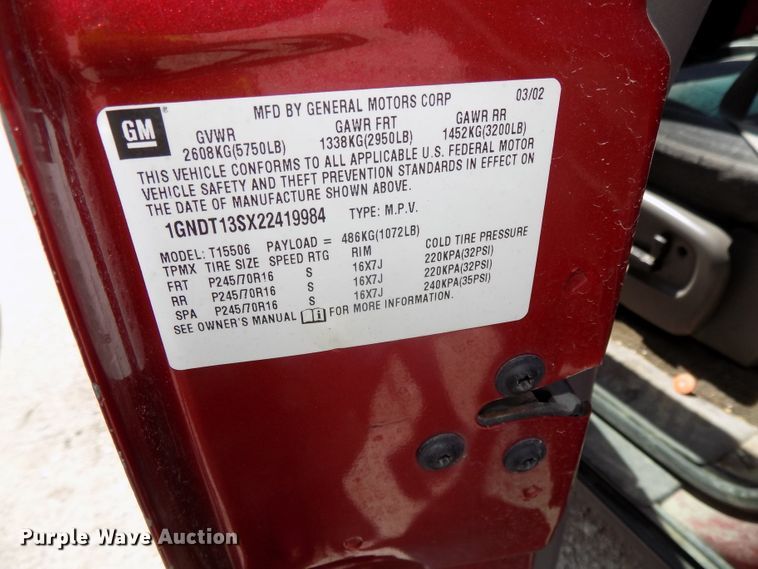 GM
MFD BY GENERAL MOTORS CORP 03/02
GVWR GAWR FRT GAWR RR
2608KG(5750LB) 1338KG(2950LB) 1452KG(3200LB)
THIS VEHICLE CONFORMS TO ALL APPLICABLE U.S. FEDERAL MOTOR
VEHICLE SAFETY AND THEFT PREVENTION STANDARDS IN EFFECT ON
THE DATE OF MANUFACTURE SHOWN ABOVE.
1GNDT13SX22419984 TYPE: M.P.V.
MODEL: T15506 PAYLOAD = 486KG(1072LB)
TPMX TIRE SIZE SPEED RTG RIM COLD TIRE PRESSURE
FRT P245/70R16 S 16X7J 220KPA(32PSI)
RR P245/70R16 S 16X7J 220KPA(32PSI)
SPA P245/70R16 S 16X7J 240KPA(35PSI)
SEE OWNER'S MANUAL i FOR MORE INFORMATION.
Purple Wave Auction